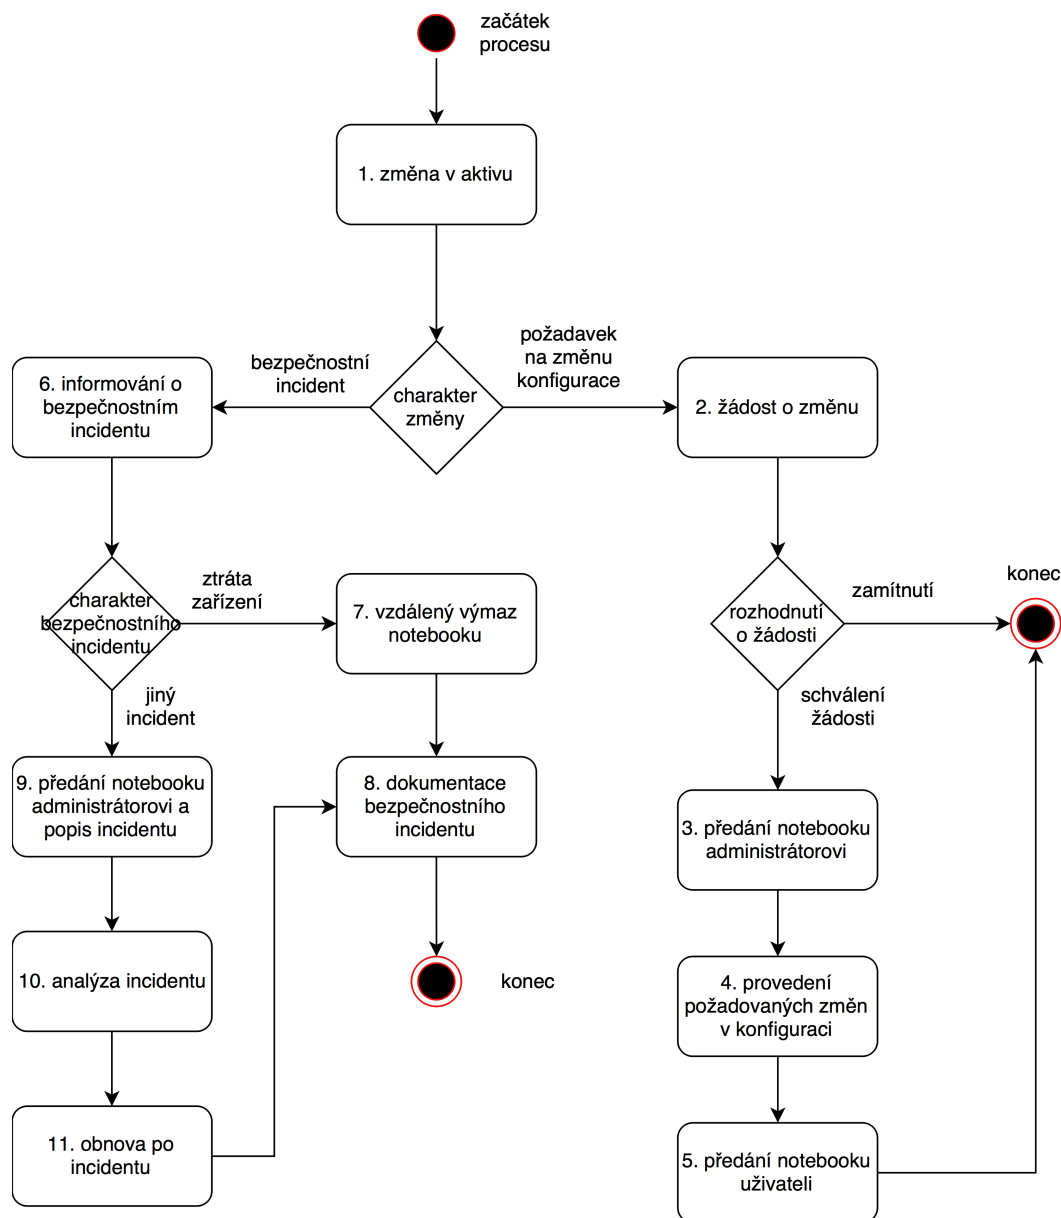 začátek
procesu
1. změna v aktivu
bezpečnostní
incident
charakter
změny
požadavek
na změnu
konfigurace
6. informování o
bezpečnostním
incidentu
2. žádost o změnu
charakter
bezpečnostního
incidentu
ztráta
zařízení
7. vzdálený výmaz
notebooku
rozhodnutí
o žádosti
zamítnutí
konec
jiný
incident
schválení
žádosti
9. předání notebooku
administrátorovi a
popis incidentu
8. dokumentace
bezpečnostního
incidentu
3. předání notebooku
administrátorovi
10. analýza incidentu
konec
4. provedení
požadovaných změn
v konfiguraci
11. obnova po
incidentu
5. předání notebooku
uživateli